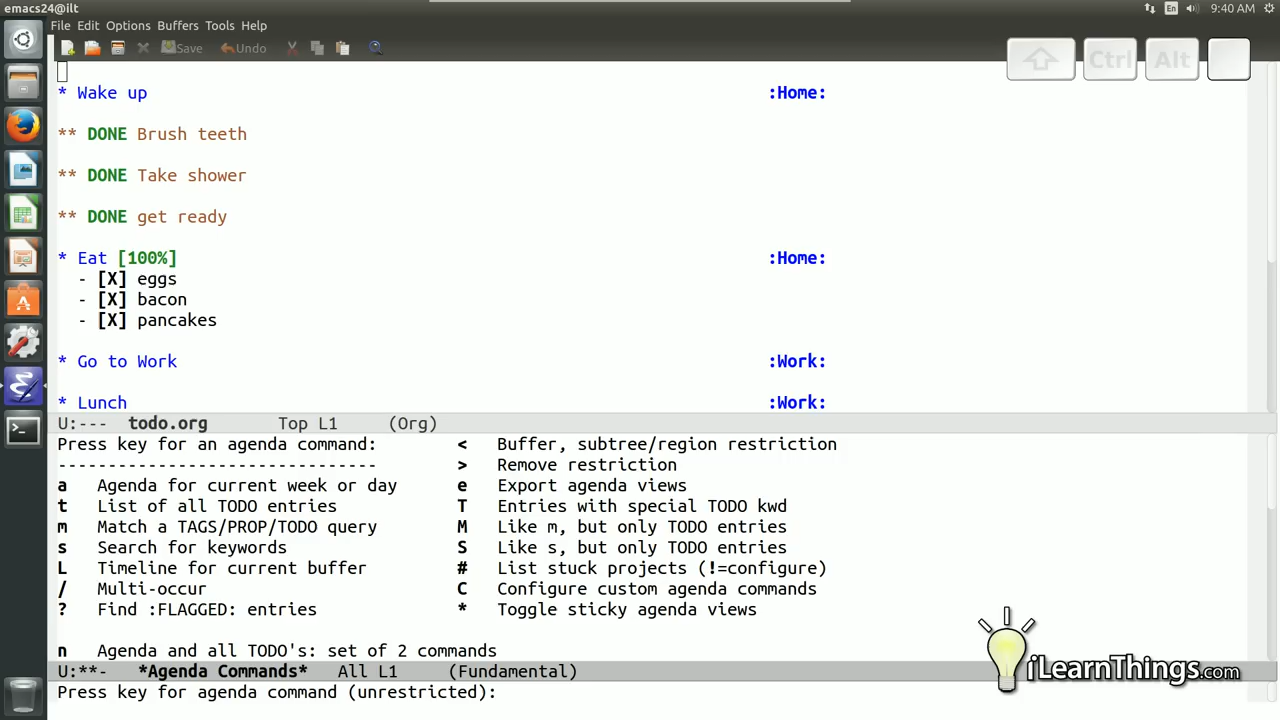 emacs24@ilt
En
9:40 AM
File Edit Options Buffers Tools Help
Save Undo
Ctrl Alt
* Wake up :Home:
** DONE Brush teeth
** DONE Take shower
** DONE get ready
* Eat [100%] :Home:
- [X] eggs
- [X] bacon
- [X] pancakes
* Go to Work :Work:
* Lunch :Work:
U:--- todo.org Top L1 (Org)
Press key for an agenda command: < Buffer, subtree/region restriction
-------------------------------- > Remove restriction
a Agenda for current week or day e Export agenda views
t List of all TODO entries T Entries with special TODO kwd
m Match a TAGS/PROP/TODO query M Like m, but only TODO entries
s Search for keywords S Like s, but only TODO entries
L Timeline for current buffer # List stuck projects (!=configure)
/ Multi-occur C Configure custom agenda commands
? Find :FLAGGED: entries * Toggle sticky agenda views
n Agenda and all TODO's: set of 2 commands
U:**- *Agenda Commands* All L1 (Fundamental)
Press key for agenda command (unrestricted):
iLearnThings.com